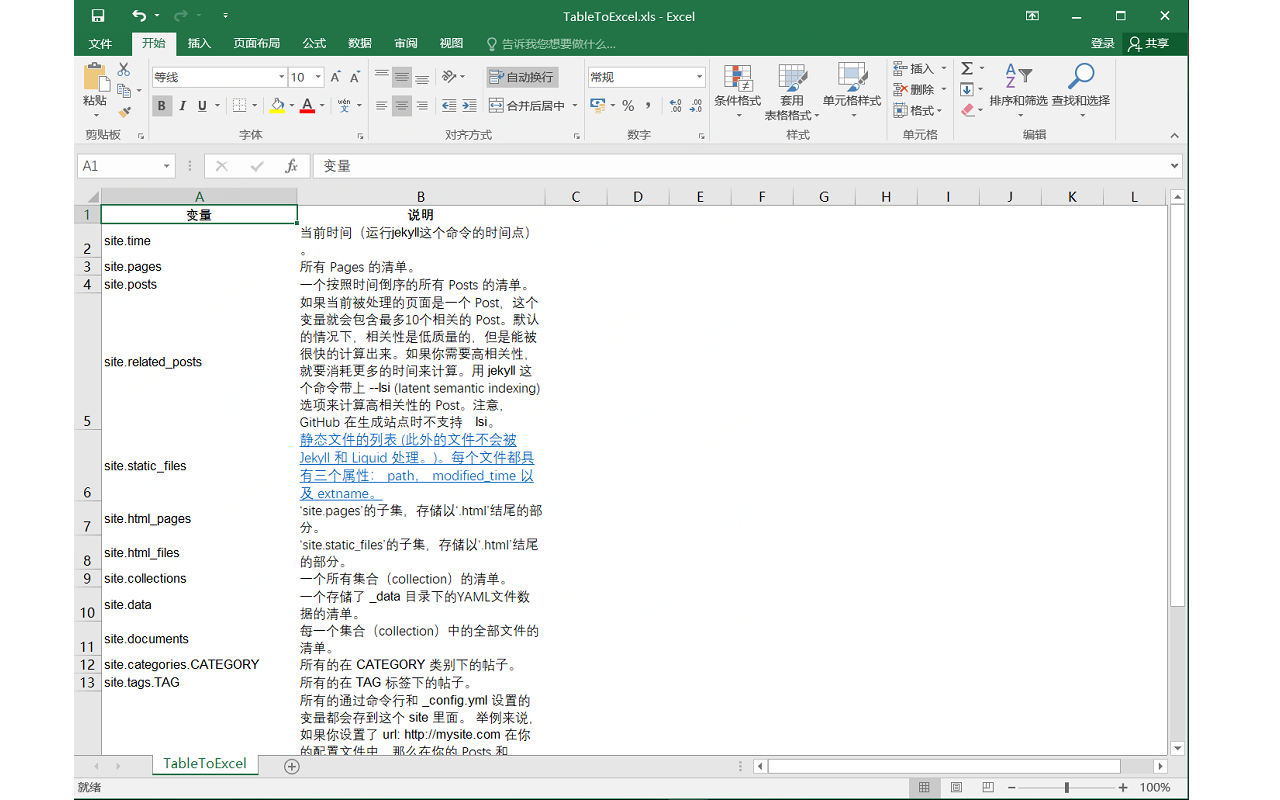 TableToExcel.xls - Excel
文件 开始 插入 页面布局 公式 数据 审阅 视图 告诉我您想要做什么... 登录 共享
粘贴
剪贴板
等线 10 A A
B I U A wén 文
字体
自动换行
合并后居中
对齐方式
常规
% , .00 .00
数字
条件格式 套用 单元格样式
表格格式
样式
插入
删除
格式
单元格
Σ
A
Z
排序和筛选 查找和选择
编辑
A1 fx 变量
A B C D E F G H I J K L
1 变量 说明
2 site.time 当前时间（运行jekyll这个命令的时间点）
。
3 site.pages 所有 Pages 的清单。
4 site.posts 一个按照时间倒序的所有 Posts 的清单。
5 site.related_posts 如果当前被处理的页面是一个 Post，这个
变量就会包含最多10个相关的 Post。默认
的情况下，相关性是低质量的，但是能被
很快的计算出来。如果你需要高相关性，
就要消耗更多的时间来计算。用 jekyll 这
个命令带上 --lsi (latent semantic indexing)
选项来计算高相关性的 Post。注意，
GitHub 在生成站点时不支持 lsi。
6 site.static_files 静态文件的列表 (此外的文件不会被
Jekyll 和 Liquid 处理。)。每个文件都具
有三个属性： path， modified_time 以
及 extname。
7 site.html_pages ‘site.pages’的子集，存储以‘.html’结尾的部
分。
8 site.html_files ‘site.static_files’的子集，存储以‘.html’结尾
的部分。
9 site.collections 一个所有集合（collection）的清单。
10 site.data 一个存储了 _data 目录下的YAML文件数
据的清单。
11 site.documents 每一个集合（collection）中的全部文件的
清单。
12 site.categories.CATEGORY 所有的在 CATEGORY 类别下的帖子。
13 site.tags.TAG 所有的在 TAG 标签下的帖子。
所有的通过命令行和 _config.yml 设置的
变量都会存到这个 site 里面。 举例来说，
如果你设置了 url: http://mysite.com 在你
的配置文件中，那么在你的 Posts 和
TableToExcel
就绪 100%